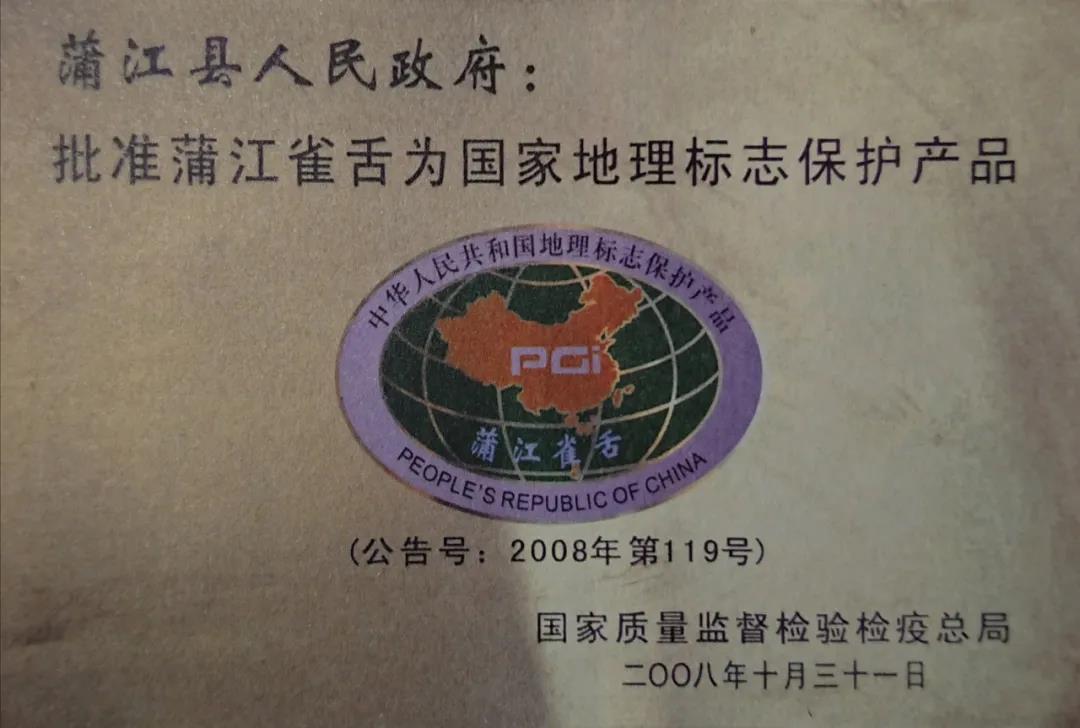 蒲江县人民政府：
批准蒲江雀舌为国家地理标志保护产品
中华人民共和国地理标志保护产品
PGi
蒲江雀舌
PEOPLE'S REPUBLIC OF CHINA
(公告号：2008年第119号)
国家质量监督检验检疫总局
二〇〇八年十月三十一日